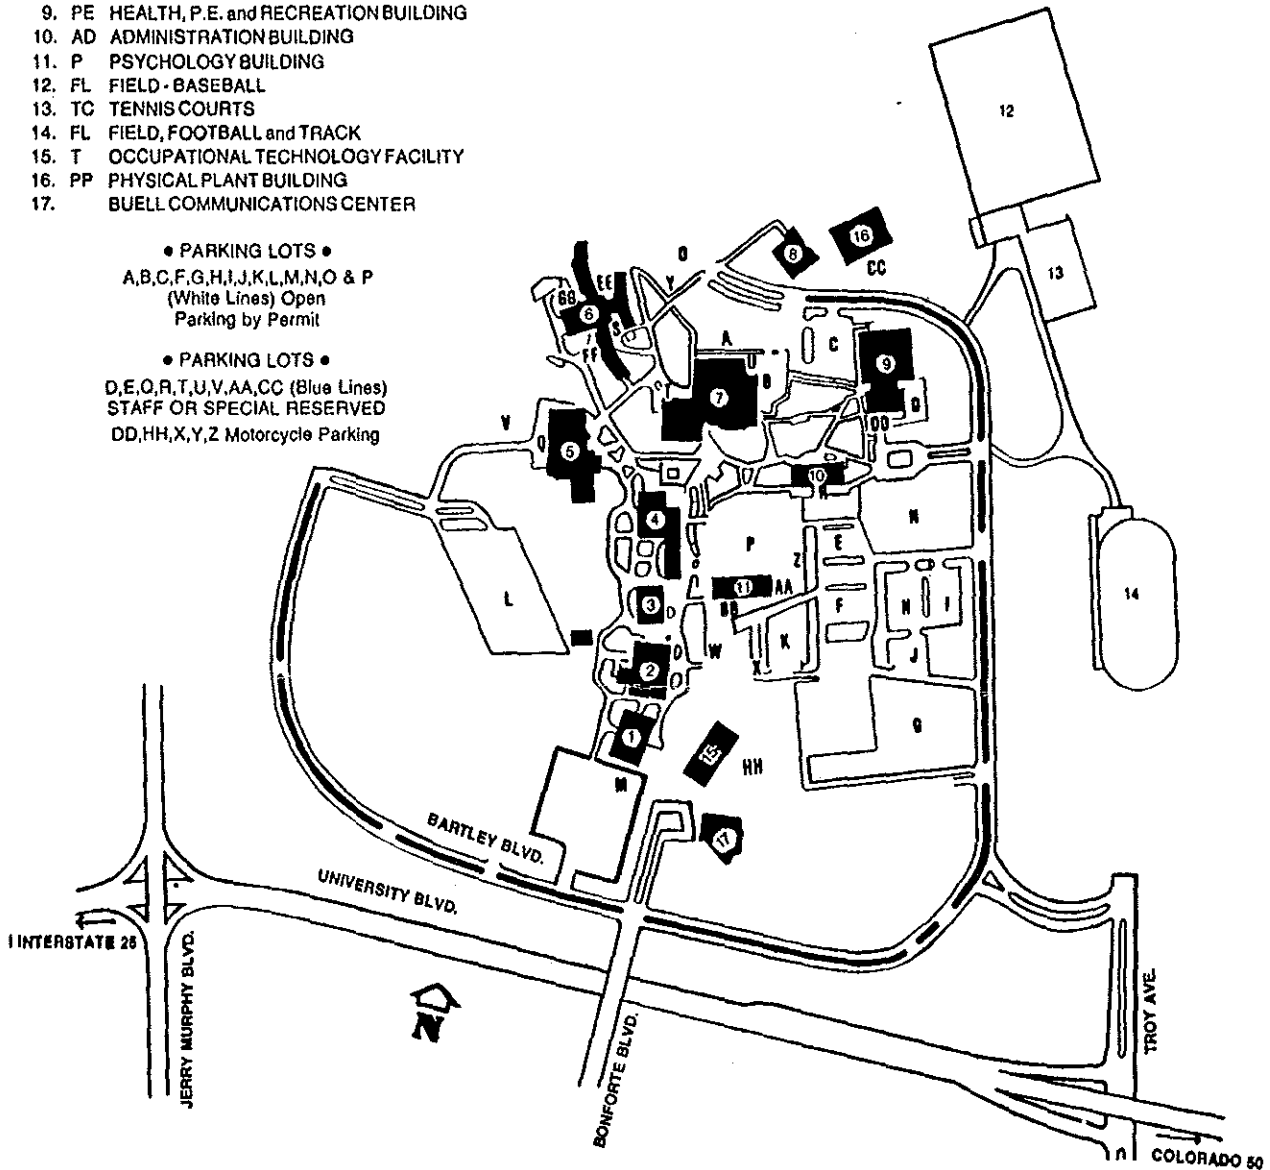 9. PE HEALTH, P.E. and RECREATION BUILDING
10. AD ADMINISTRATION BUILDING
11. P PSYCHOLOGY BUILDING
12. FL FIELD - BASEBALL
13. TC TENNIS COURTS
14. FL FIELD, FOOTBALL and TRACK
15. T OCCUPATIONAL TECHNOLOGY FACILITY
16. PP PHYSICAL PLANT BUILDING
17. BUELL COMMUNICATIONS CENTER
● PARKING LOTS ●
A,B,C,F,G,H,I,J,K,L,M,N,O & P
(White Lines) Open
Parking by Permit
● PARKING LOTS ●
D,E,Q,R,T,U,V,AA,CC (Blue Lines)
STAFF OR SPECIAL RESERVED
DD,HH,X,Y,Z Motorcycle Parking
12
16
8
CC
13
Y
EE
GG
6
S
FF
A
U
B
C
9
7
DD
V
Q
5
10
4
N
P
E
Z
L
11
AA
BB
3
F
H
I
14
K
W
X
J
2
G
1
15
HH
M
17
BARTLEY BLVD.
UNIVERSITY BLVD.
INTERSTATE 25
JERRY MURPHY BLVD.
N
BONFORTE BLVD.
TROY AVE.
COLORADO 50